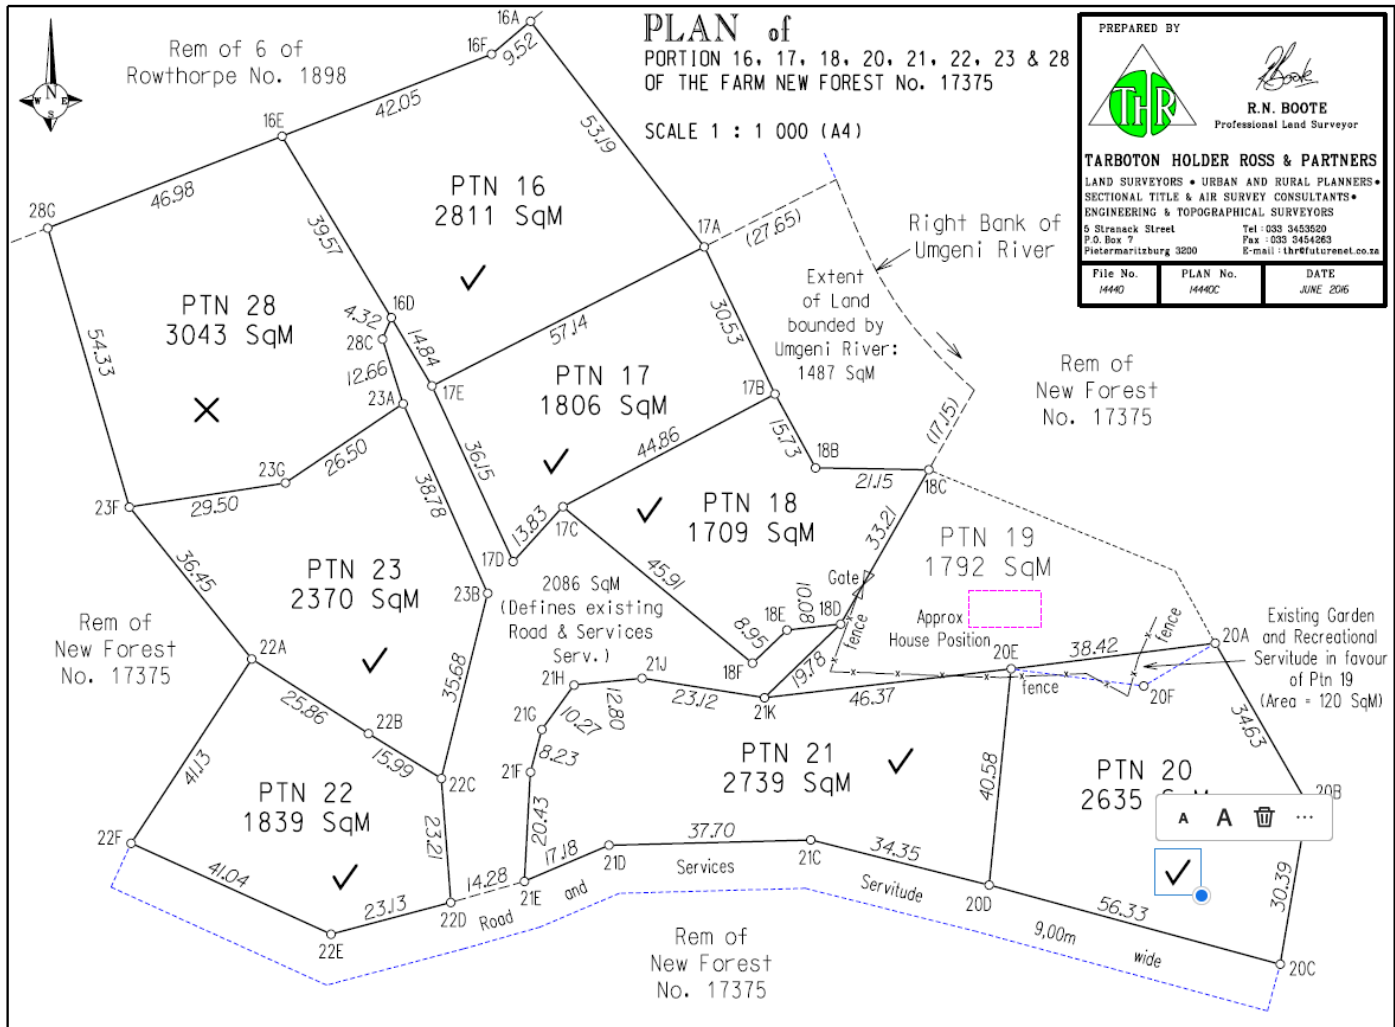 PLAN of
PORTION 16, 17, 18, 20, 21, 22, 23 & 28
OF THE FARM NEW FOREST No. 17375
SCALE 1 : 1 000 (A4)
PREPARED BY
THR
R.N. BOOTE
Professional Land Surveyor
TARBOTON HOLDER ROSS & PARTNERS
LAND SURVEYORS • URBAN AND RURAL PLANNERS•
SECTIONAL TITLE & AIR SURVEY CONSULTANTS•
ENGINEERING & TOPOGRAPHICAL SURVEYORS
5 Stranack Street
P.O. Box 7
Pietermaritzburg 3200
Tel : 033 3453520
Fax : 033 3454263
E-mail : thr@futurenet.co.za
File No.
14440
PLAN No.
14440C
DATE
JUNE 2016
N
W
E
S
Rem of 6 of
Rowthorpe No. 1898
16A
16F
9.52
42.05
16E
53.19
46.98
28G
PTN 16
2811 SqM
39.57
17A
(27.65)
Right Bank of
Umgeni River
Extent
of Land
bounded by
Umgeni River:
1487 SqM
PTN 28
3043 SqM
54.33
16D
4.32
28C
14.84
12.66
57.14
30.53
23A
17E
PTN 17
1806 SqM
17B
Rem of
New Forest
No. 17375
(17.15)
15.73
44.86
36.15
26.50
23G
38.78
18B
21.15
18C
23F
29.50
13.83
17C
PTN 18
1709 SqM
33.21
PTN 19
1792 SqM
17D
36.45
45.91
PTN 23
2370 SqM
23B
2086 SqM
(Defines existing
Road & Services
Serv.)
Gate
10.08
18E
18D
8.95
18F
fence
Approx
House Position
20E
38.42
fence
20A
Existing Garden
and Recreational
Servitude in favour
of Ptn 19
(Area = 120 SqM)
Rem of
New Forest
No. 17375
22A
35.68
21J
21H
12.80
23.12
19.78
21K
46.37
fence
20F
34.63
25.86
22B
21G
10.27
8.23
15.99
41.13
22C
21F
PTN 21
2739 SqM
40.58
PTN 20
2635
20B
A
A
PTN 22
1839 SqM
23.21
20.43
22F
17.18
21D
37.70
21C
34.35
41.04
14.28
21E
and
Services
Servitude
20D
56.33
30.39
23.13
22D
Road
22E
9,00m
wide
20C
Rem of
New Forest
No. 17375